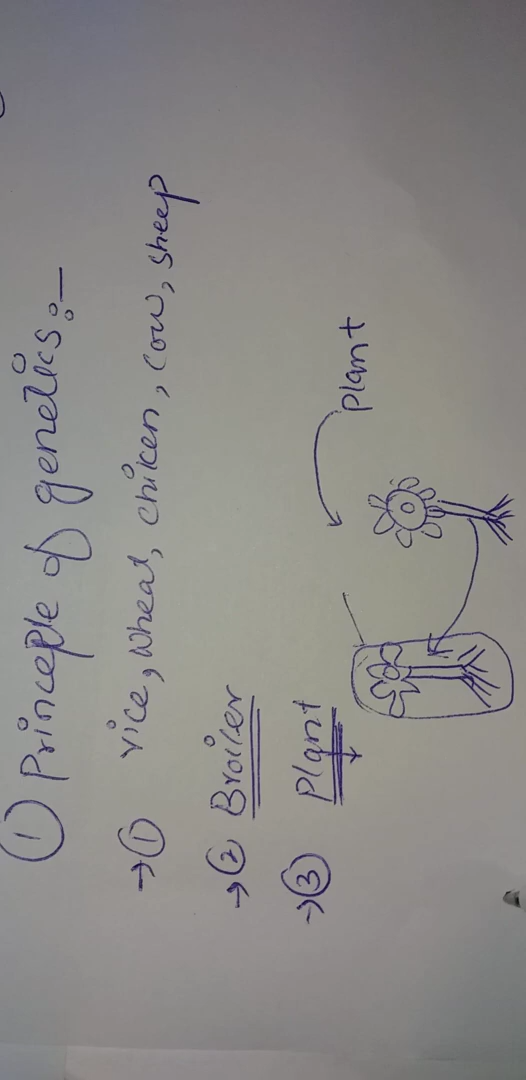 ① Princeple of genetics:-
→① rice, wheat, chiken, cow, sheep
→② Broiler
→③ Plant
plant